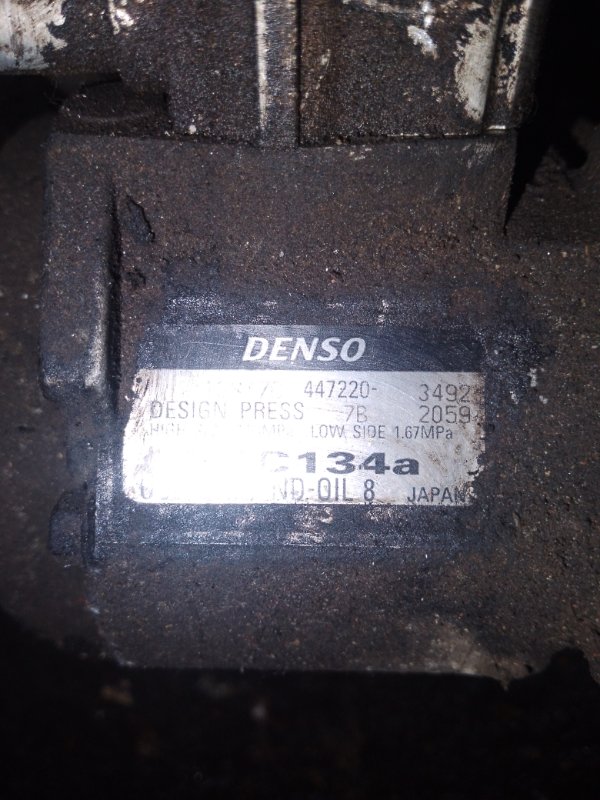 DENSO
447220- 3492
DESIGN PRESS 7B 2059
LOW SIDE 1.67MPa
C134a
ND-OIL 8 JAPAN